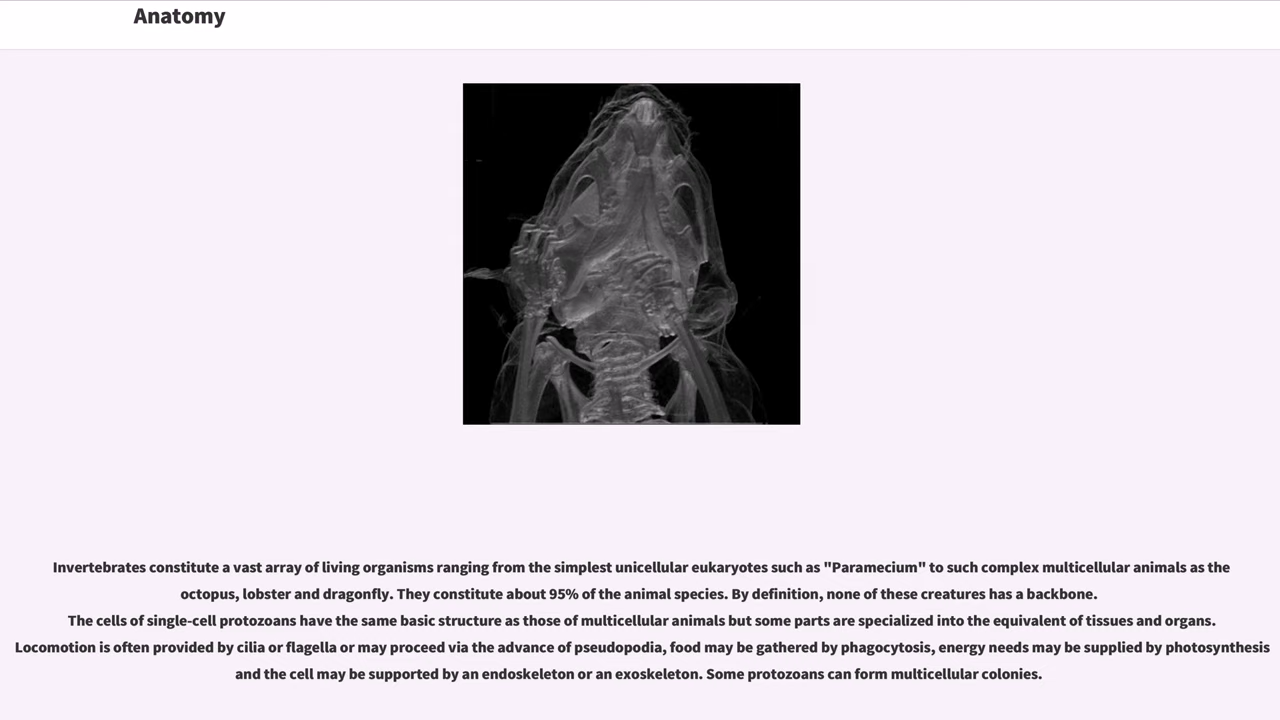 Anatomy
Invertebrates constitute a vast array of living organisms ranging from the simplest unicellular eukaryotes such as "Paramecium" to such complex multicellular animals as the
octopus, lobster and dragonfly. They constitute about 95% of the animal species. By definition, none of these creatures has a backbone.
The cells of single-cell protozoans have the same basic structure as those of multicellular animals but some parts are specialized into the equivalent of tissues and organs.
Locomotion is often provided by cilia or flagella or may proceed via the advance of pseudopodia, food may be gathered by phagocytosis, energy needs may be supplied by photosynthesis
and the cell may be supported by an endoskeleton or an exoskeleton. Some protozoans can form multicellular colonies.